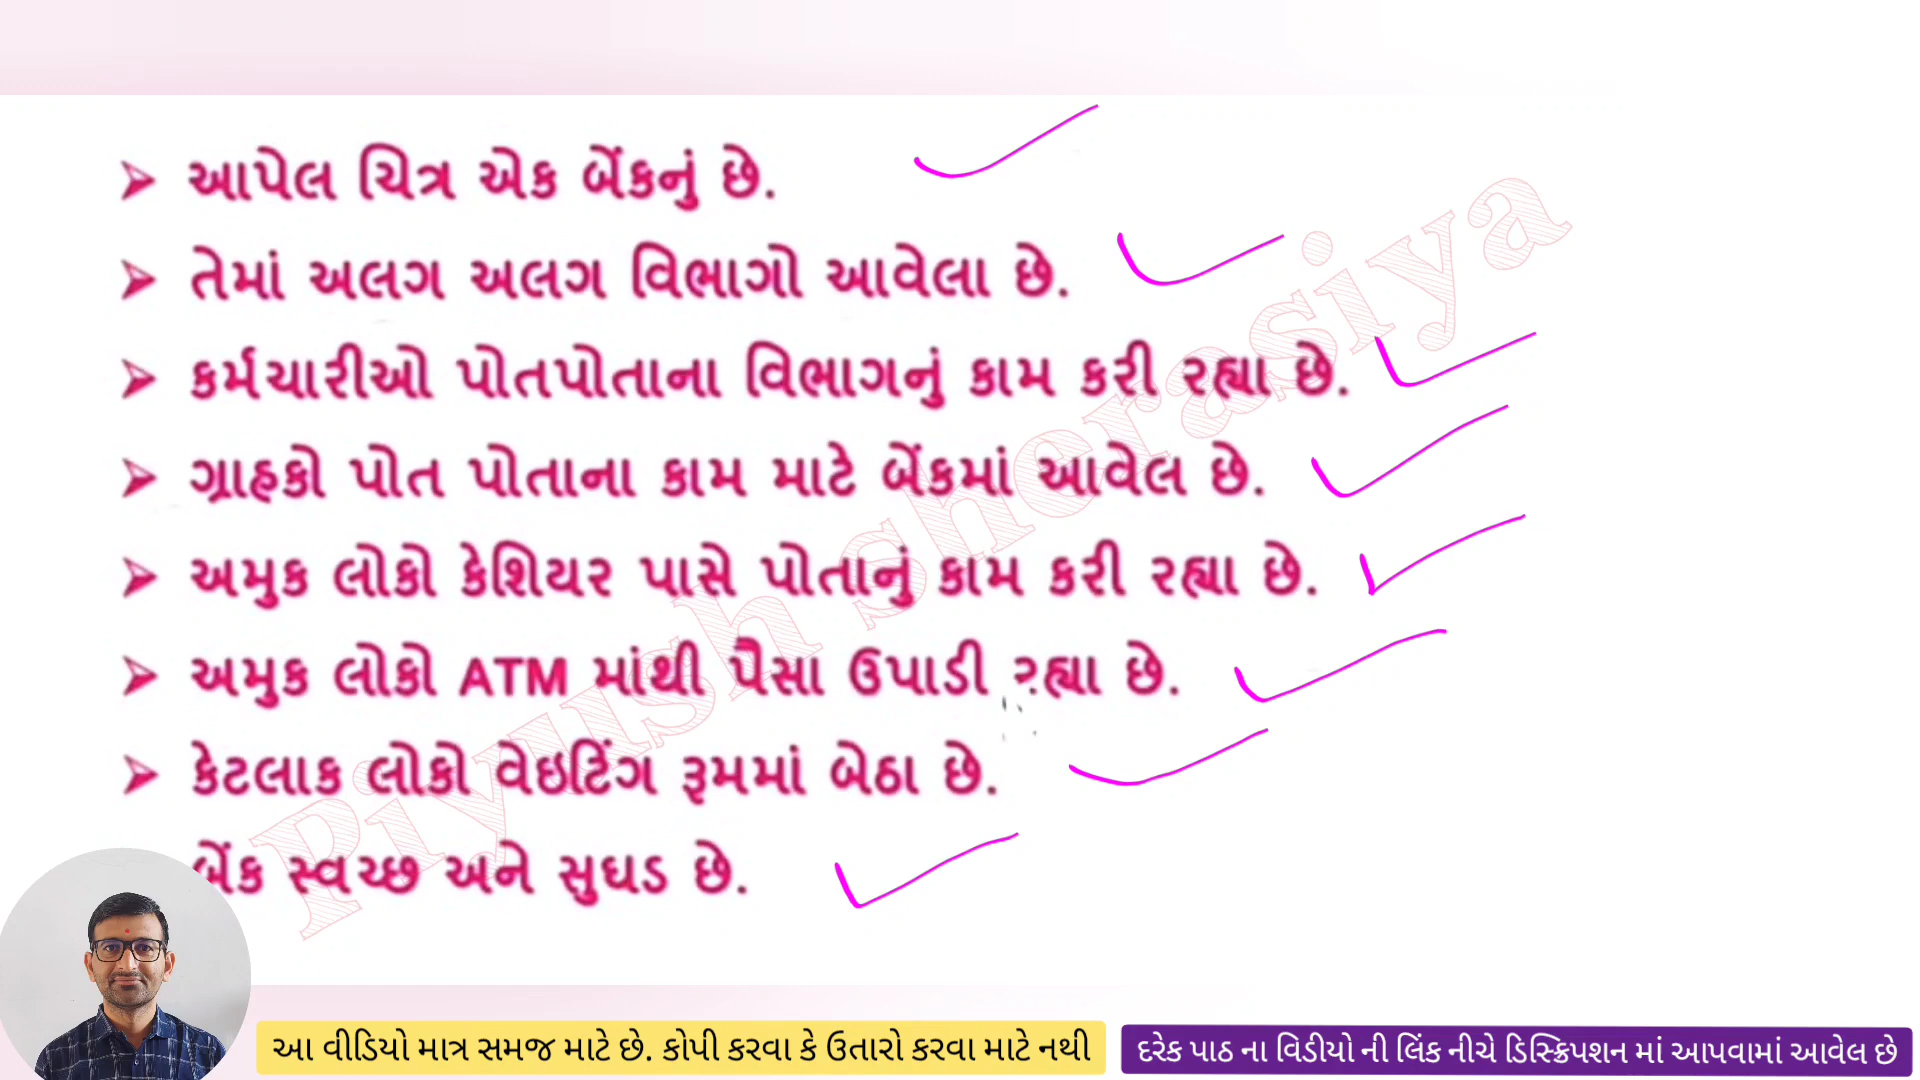 ➢ આપેલ ચિત્ર એક બેંકનું છે.
➢ તેમાં અલગ અલગ વિભાગો આવેલા છે.
➢ કર્મચારીઓ પોતપોતાના વિભાગનું કામ કરી રહ્યા છે.
➢ ગ્રાહકો પોત પોતાના કામ માટે બેંકમાં આવેલ છે.
➢ અમુક લોકો કેશિયર પાસે પોતાનું કામ કરી રહ્યા છે.
➢ અમુક લોકો ATM માંથી પૈસા ઉપાડી રહ્યા છે.
➢ કેટલાક લોકો વેઇટિંગ રૂમમાં બેઠા છે.
બેંક સ્વચ્છ અને સુઘડ છે.
Piyush sherasiya
આ વીડિયો માત્ર સમજ માટે છે. કોપી કરવા કે ઉતારો કરવા માટે નથી
દરેક પાઠ ના વિડીયો ની લિંક નીચે ડિસ્ક્રિપશન માં આપવામાં આવેલ છે